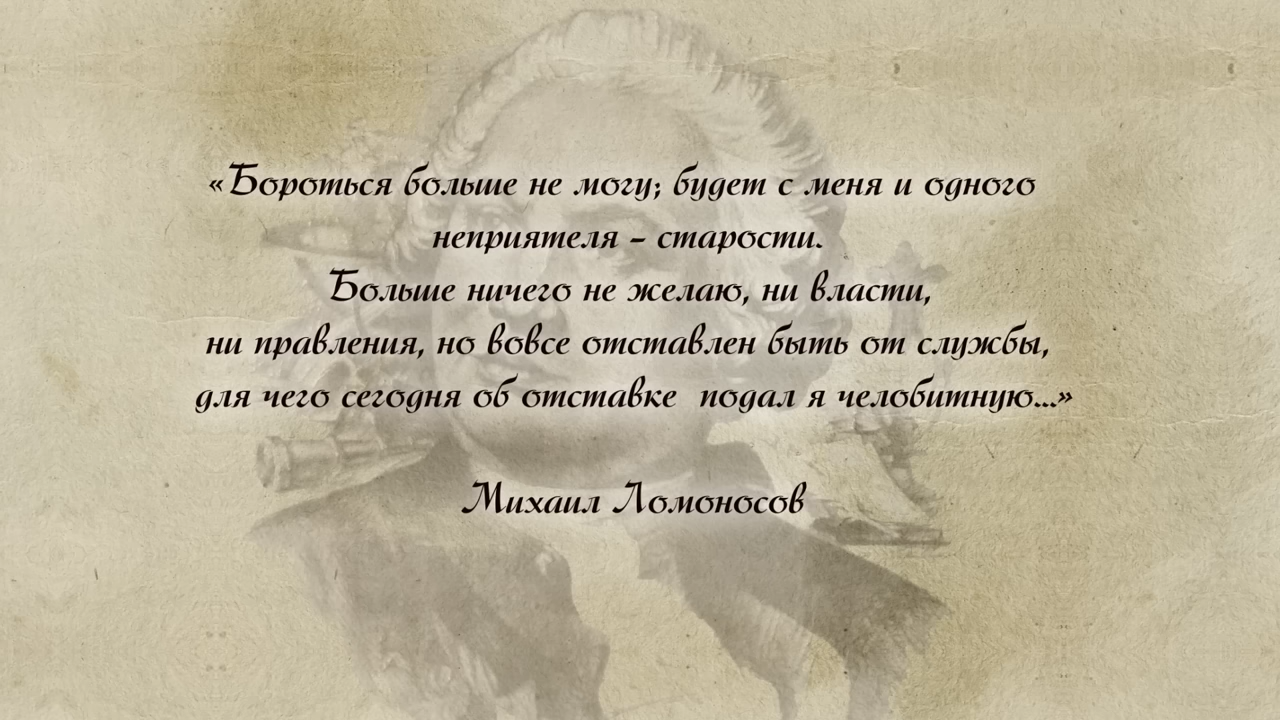 «Бороться больше не могу; будет с меня и одного
неприятеля – старости.
Больше ничего не желаю, ни власти,
ни правления, но вовсе отставлен быть от службы,
для чего сегодня об отставке подал я челобитную...»
Михаил Ломоносов